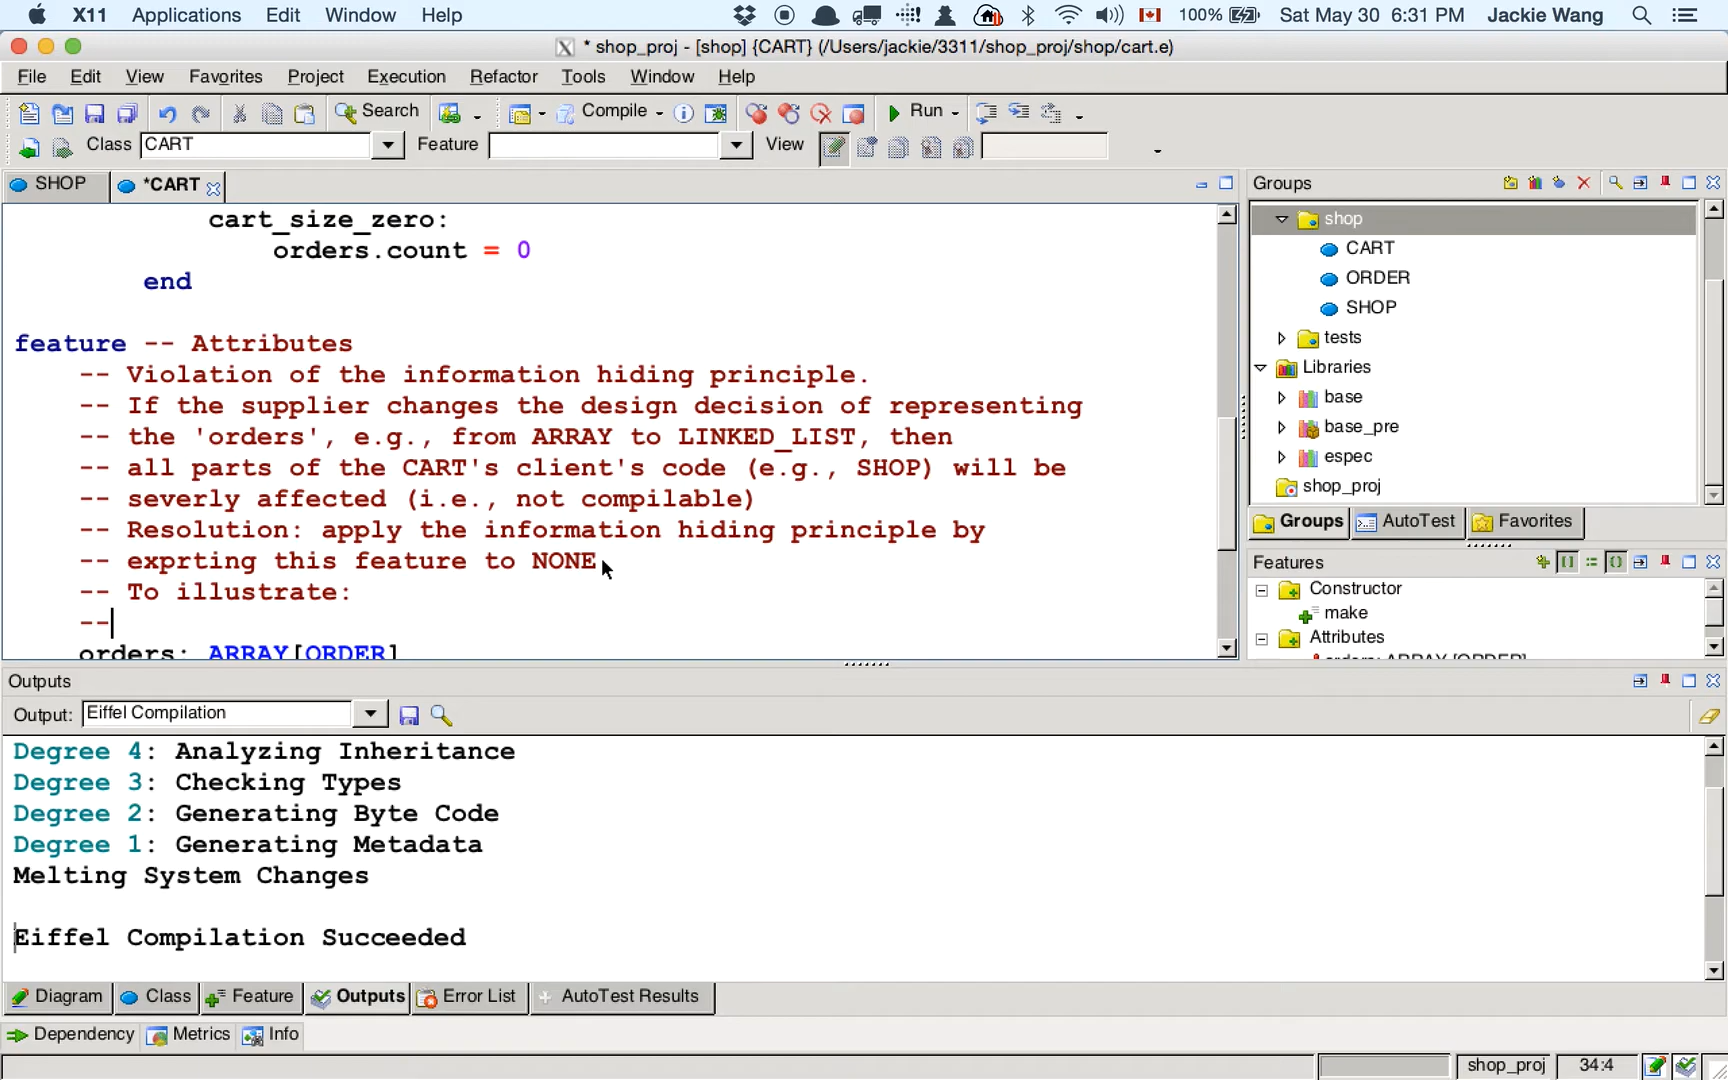 X11 Applications Edit Window Help 100% Sat May 30 6:31 PM Jackie Wang
* shop_proj - [shop] {CART} (/Users/jackie/3311/shop_proj/shop/cart.e)
File Edit View Favorites Project Execution Refactor Tools Window Help
Search Compile Run
Class CART Feature View
SHOP *CART
cart_size_zero:
orders.count = 0
end
feature -- Attributes
-- Violation of the information hiding principle.
-- If the supplier changes the design decision of representing
-- the 'orders', e.g., from ARRAY to LINKED_LIST, then
-- all parts of the CART's client's code (e.g., SHOP) will be
-- severly affected (i.e., not compilable)
-- Resolution: apply the information hiding principle by
-- exprting this feature to NONE
-- To illustrate:
--
orders: ARRAY[ORDER]
Groups
shop
CART
ORDER
SHOP
tests
Libraries
base
base_pre
espec
shop_proj
Groups AutoTest Favorites
Features
Constructor
make
Attributes
orders: ARRAY [ORDER]
Outputs
Output: Eiffel Compilation
Degree 4: Analyzing Inheritance
Degree 3: Checking Types
Degree 2: Generating Byte Code
Degree 1: Generating Metadata
Melting System Changes
Eiffel Compilation Succeeded
Diagram Class Feature Outputs Error List AutoTest Results
Dependency Metrics Info
shop_proj 34:4